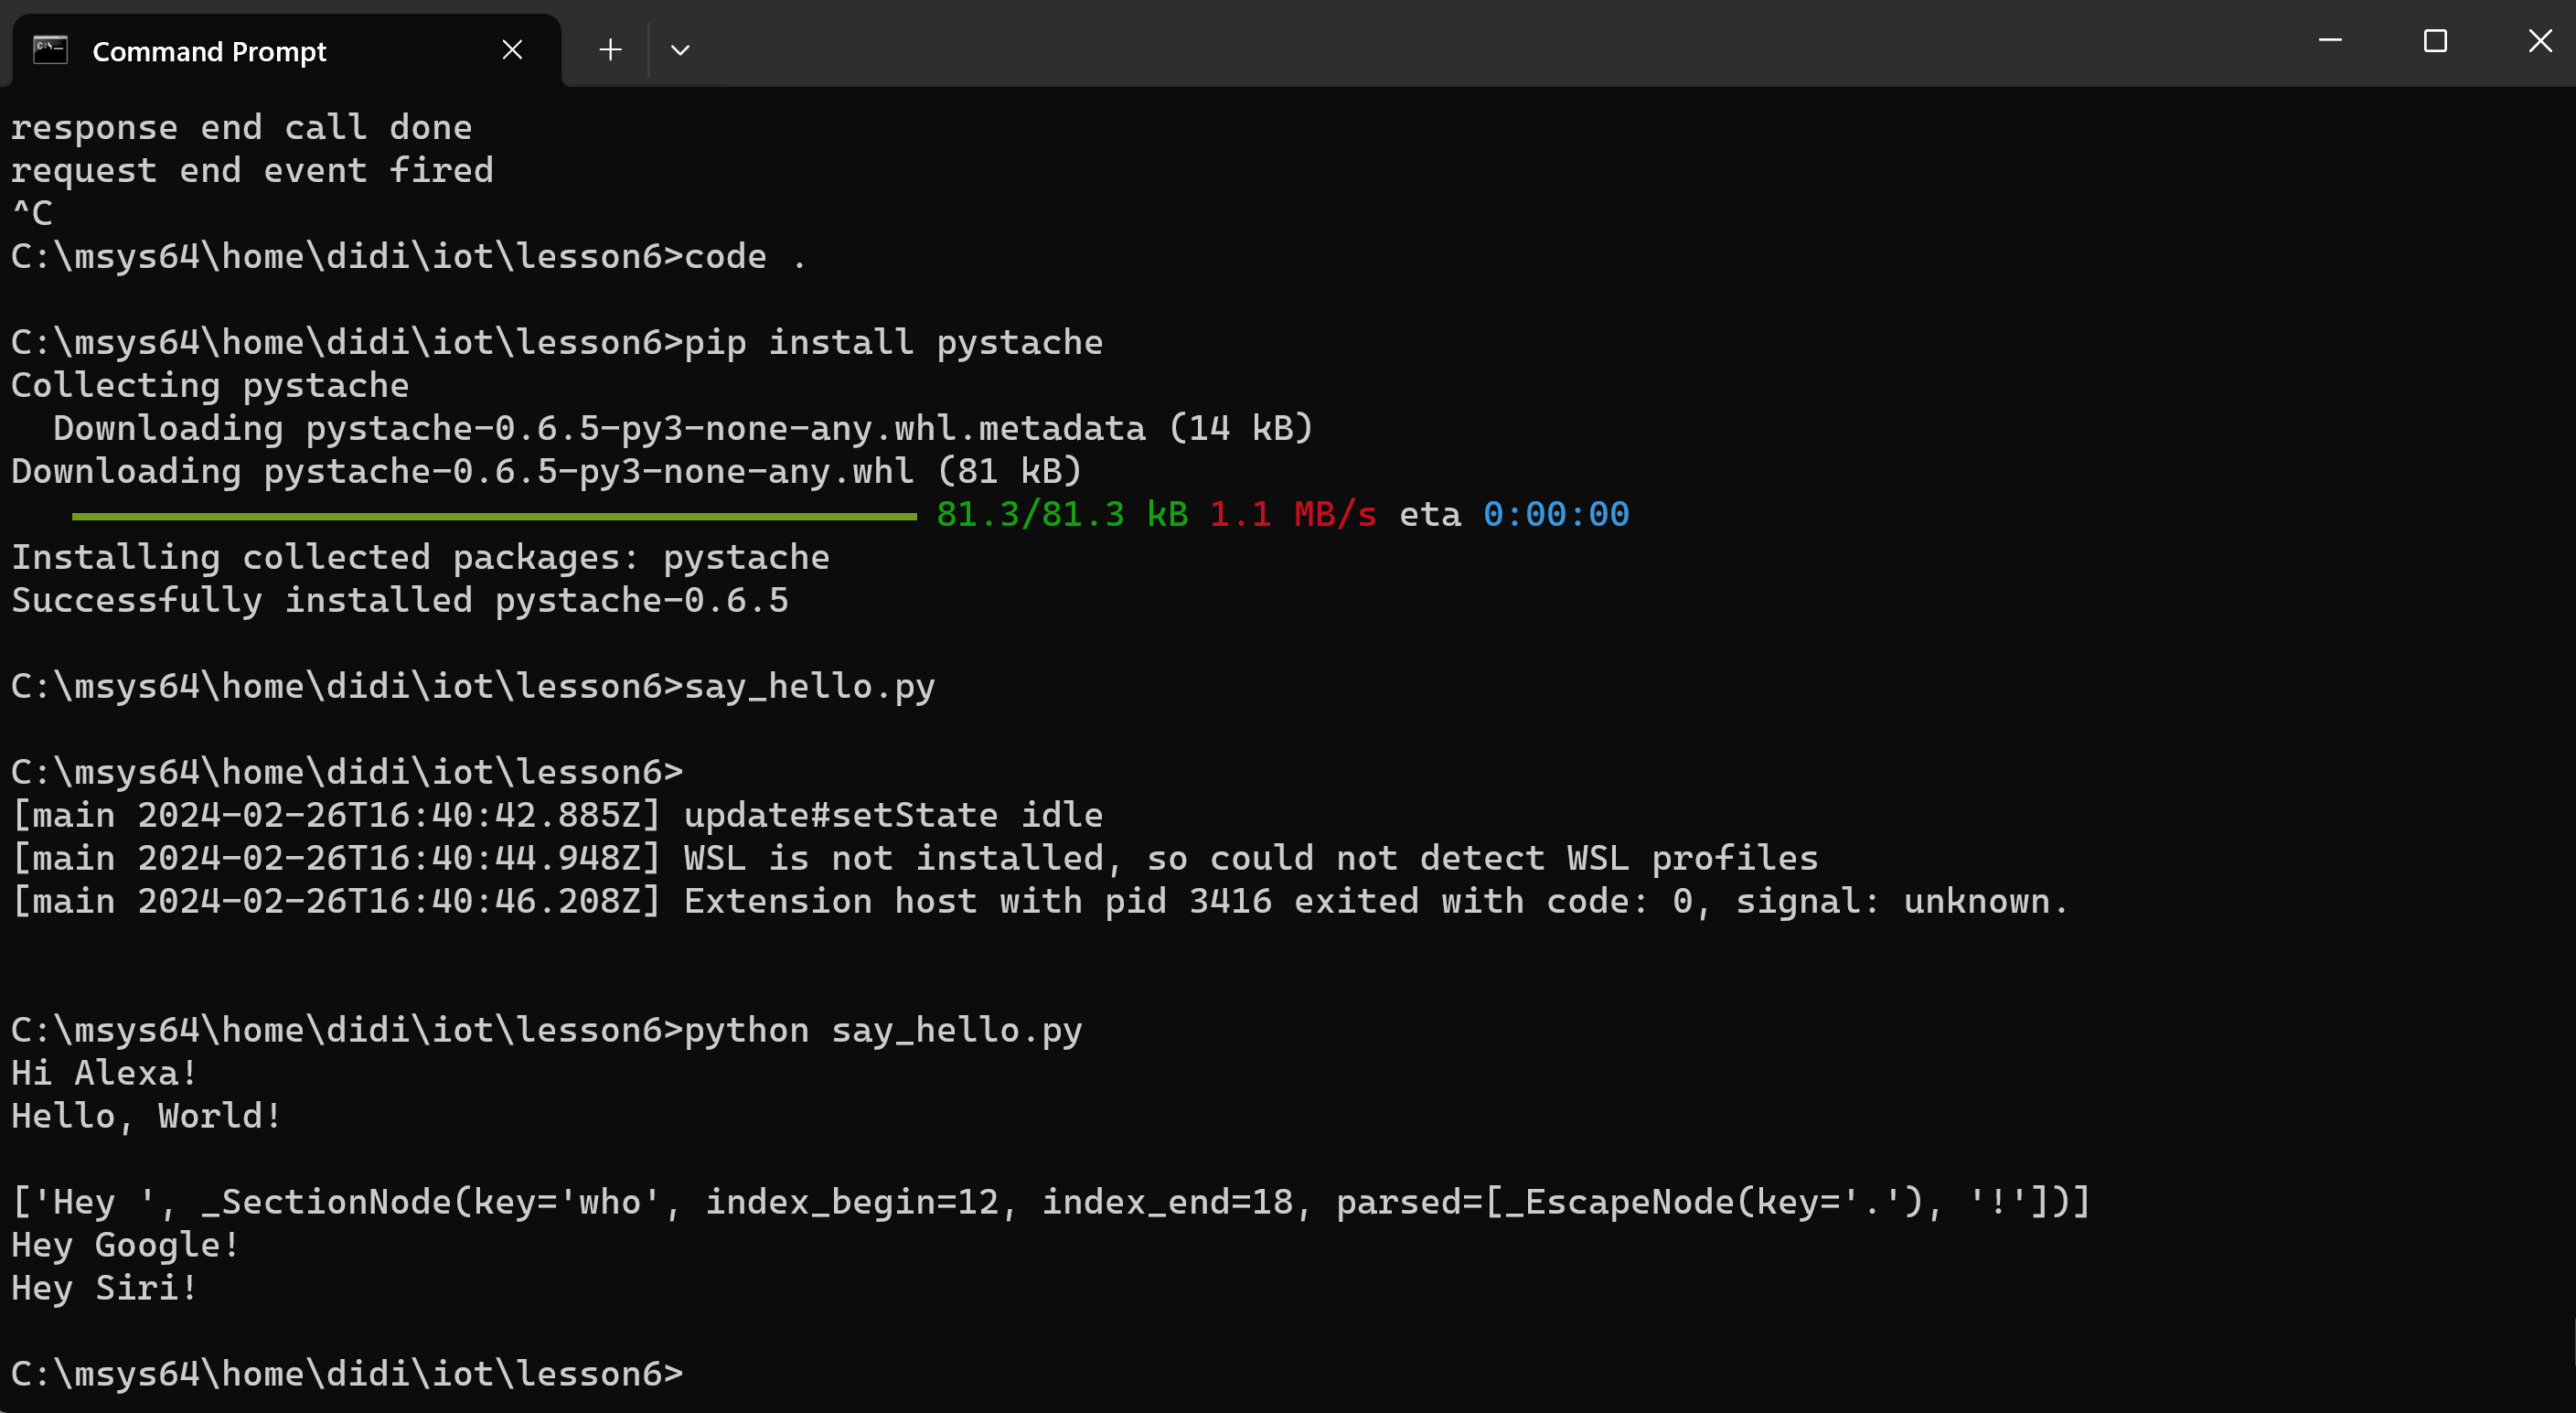 Command Prompt
response end call done
request end event fired
^C
C:\msys64\home\didi\iot\lesson6>code .
C:\msys64\home\didi\iot\lesson6>pip install pystache
Collecting pystache
  Downloading pystache-0.6.5-py3-none-any.whl.metadata (14 kB)
Downloading pystache-0.6.5-py3-none-any.whl (81 kB)
81.3/81.3 kB 1.1 MB/s eta 0:00:00
Installing collected packages: pystache
Successfully installed pystache-0.6.5
C:\msys64\home\didi\iot\lesson6>say_hello.py
C:\msys64\home\didi\iot\lesson6>
[main 2024-02-26T16:40:42.885Z] update#setState idle
[main 2024-02-26T16:40:44.948Z] WSL is not installed, so could not detect WSL profiles
[main 2024-02-26T16:40:46.208Z] Extension host with pid 3416 exited with code: 0, signal: unknown.
C:\msys64\home\didi\iot\lesson6>python say_hello.py
Hi Alexa!
Hello, World!
['Hey ', _SectionNode(key='who', index_begin=12, index_end=18, parsed=[_EscapeNode(key='.'), '!'])]
Hey Google!
Hey Siri!
C:\msys64\home\didi\iot\lesson6>